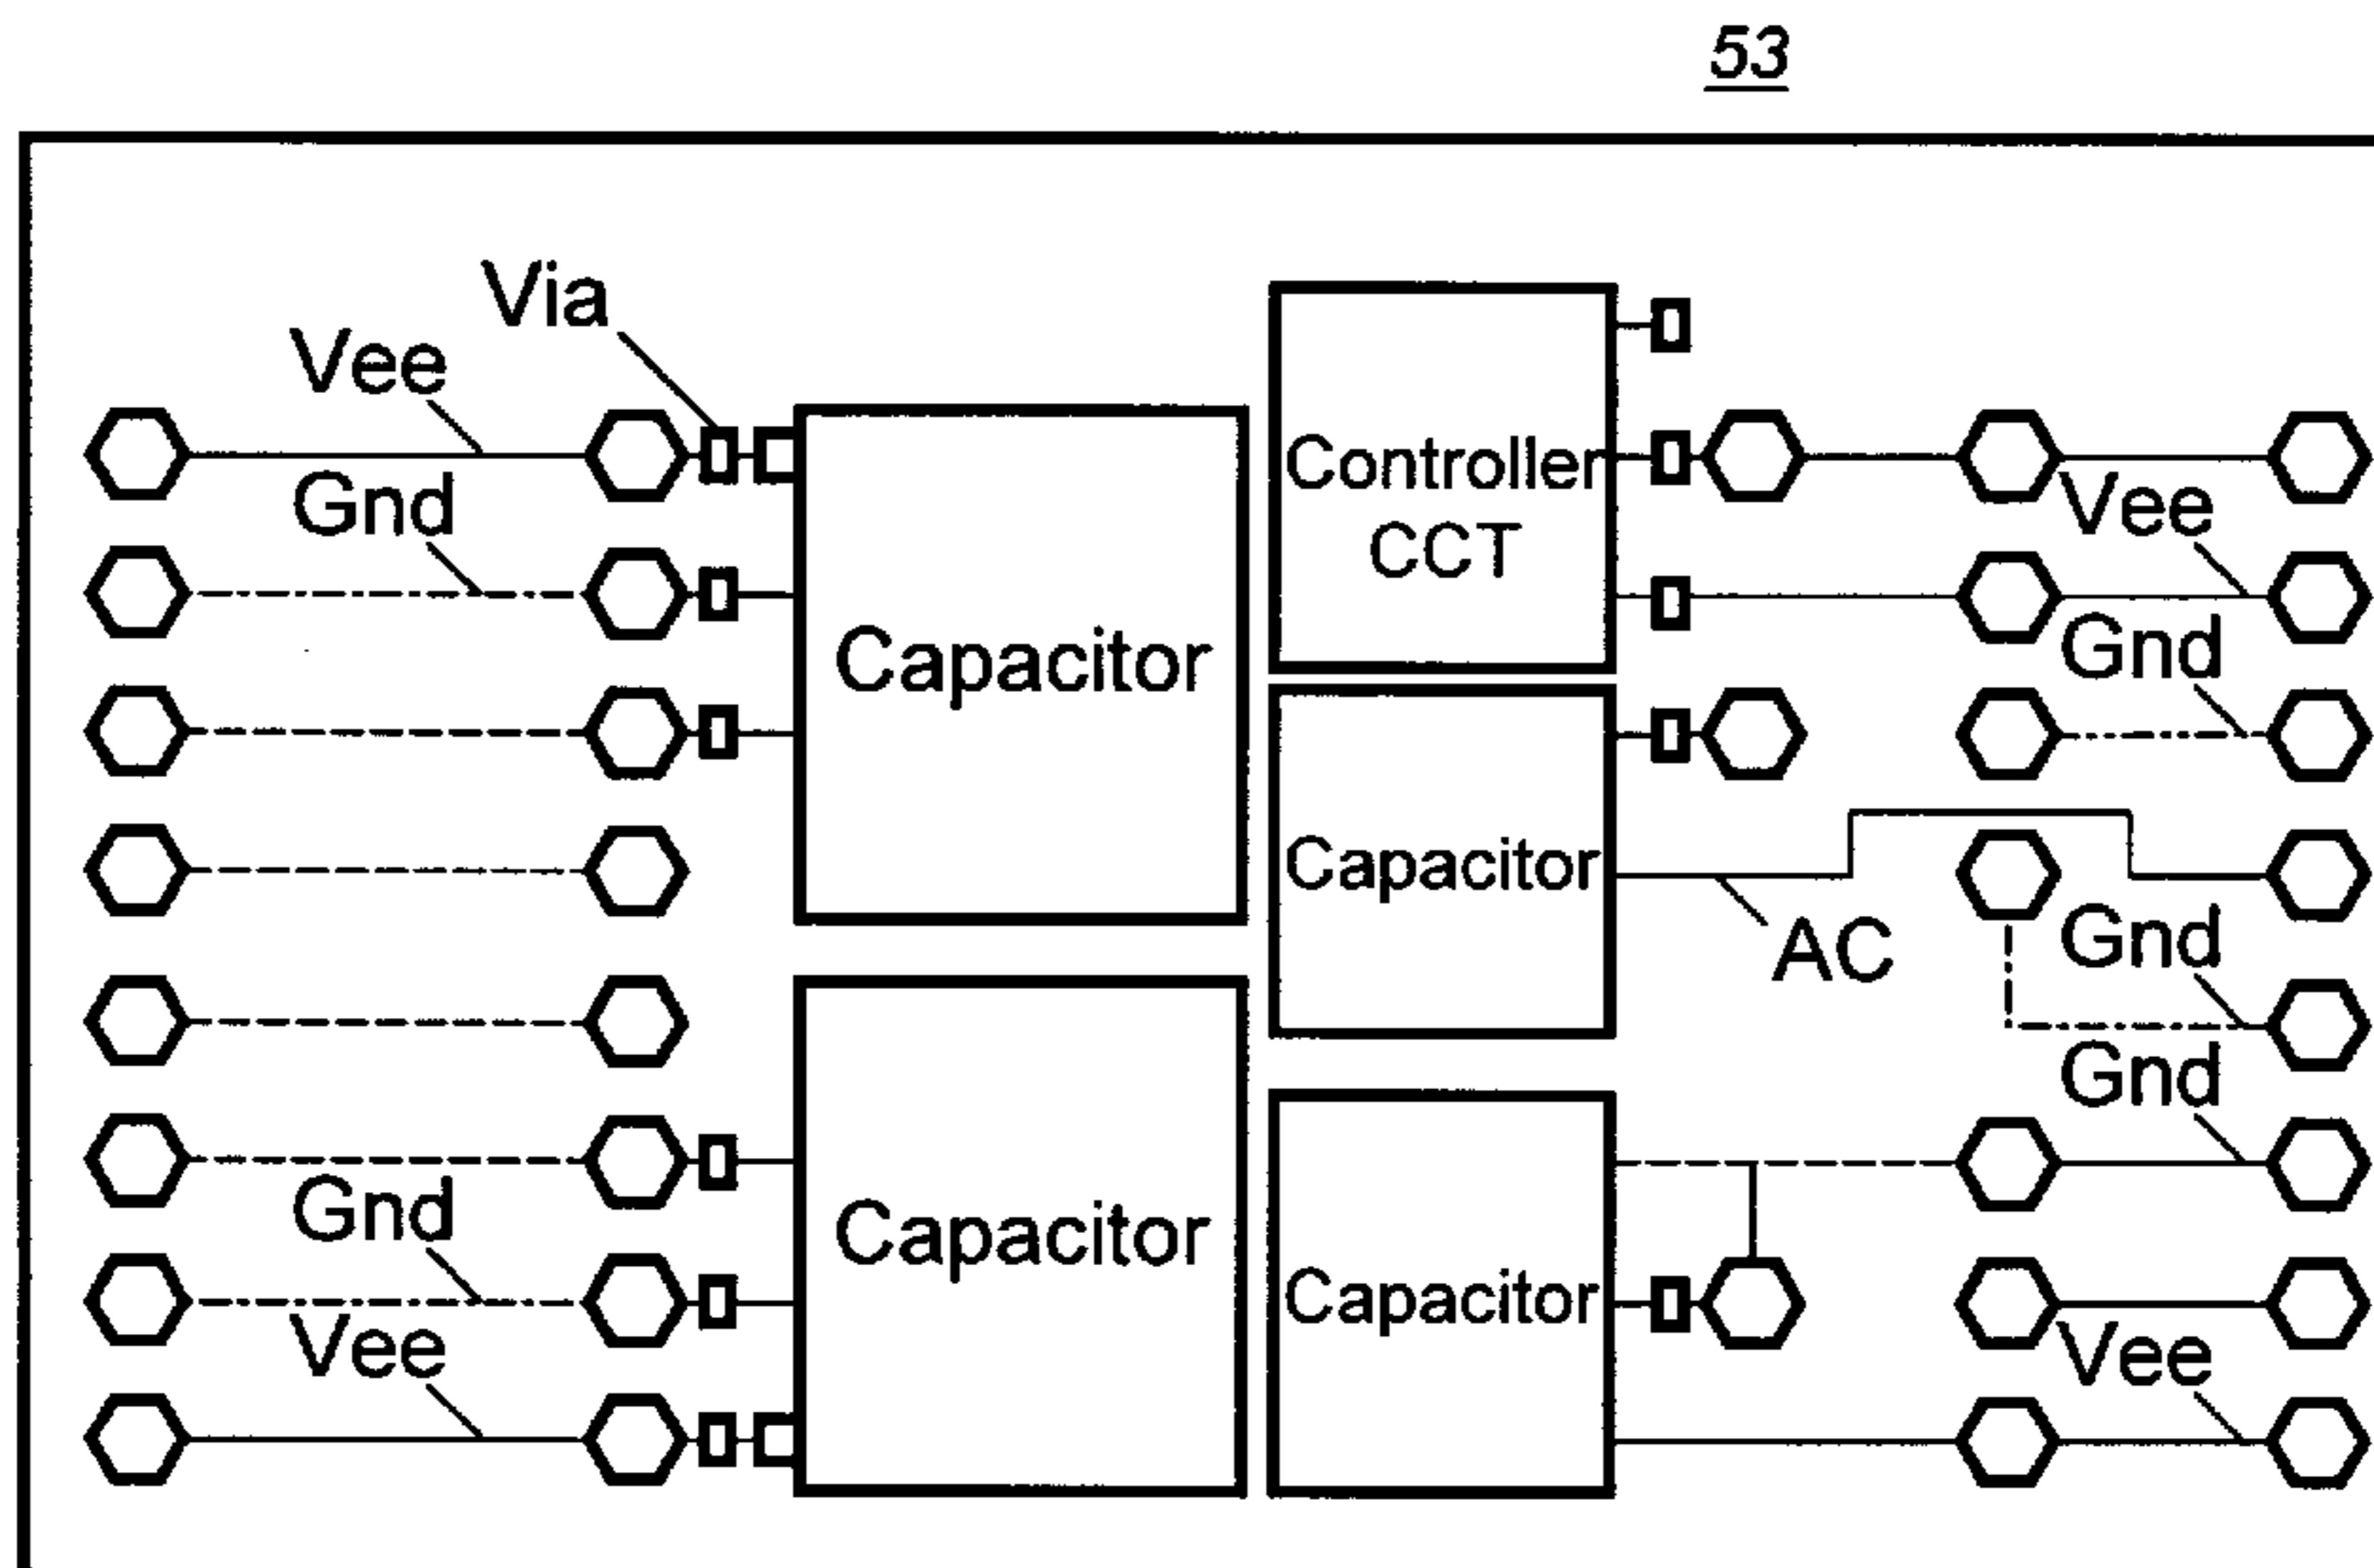 53
Via
Vee
Gnd
Controller
CCT
Vee
Capacitor
Gnd
Capacitor
AC
Gnd
Gnd
Gnd
Capacitor
Capacitor
Vee
Vee